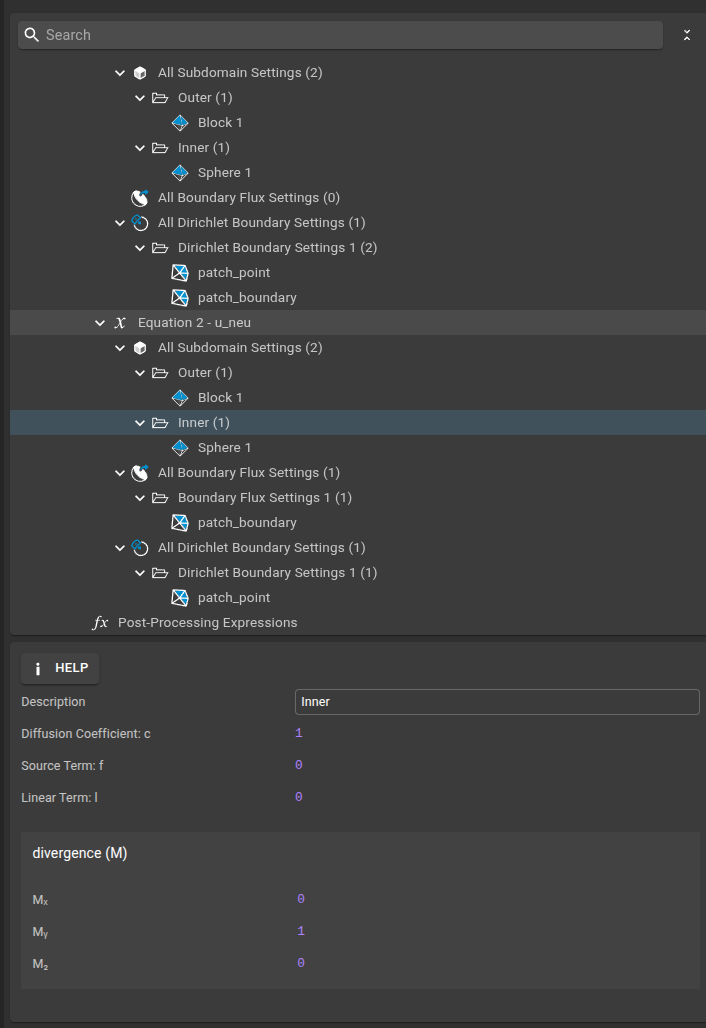 Search
All Subdomain Settings (2)
Outer (1)
Block 1
Inner (1)
Sphere 1
All Boundary Flux Settings (0)
All Dirichlet Boundary Settings (1)
Dirichlet Boundary Settings 1 (2)
patch_point
patch_boundary
x Equation 2 - u_neu
All Subdomain Settings (2)
Outer (1)
Block 1
Inner (1)
Sphere 1
All Boundary Flux Settings (1)
Boundary Flux Settings 1 (1)
patch_boundary
All Dirichlet Boundary Settings (1)
Dirichlet Boundary Settings 1 (1)
patch_point
fx Post-Processing Expressions
i HELP
Description Inner
Diffusion Coefficient: c 1
Source Term: f 0
Linear Term: l 0
divergence (M)
Mₓ 0
Mᵧ 1
M₂ 0